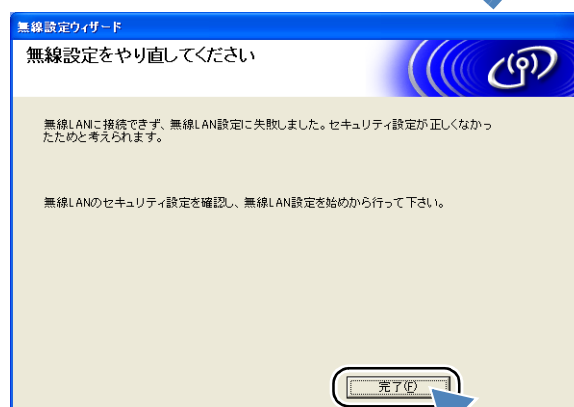 無線設定ウィザード
無線設定をやり直してください
無線LANに接続できず、無線LAN設定に失敗しました。セキュリティ設定が正しくなかっ
たためと考えられます。
無線LANのセキュリティ設定を確認し、無線LAN設定を始めから行って下さい。
完了(F)